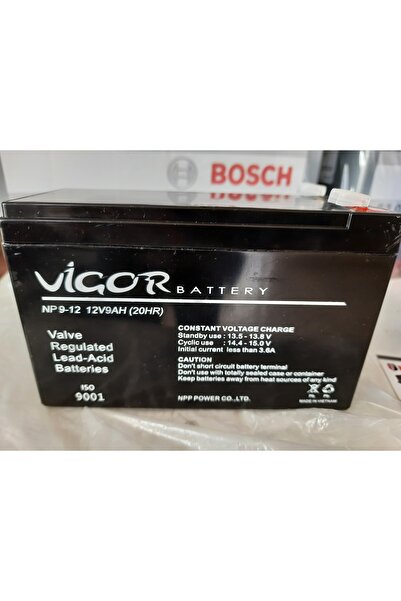 BOSCH
VIGOR BATTERY
NP 9-12 12V9AH (20HR)
Valve
Regulated
Lead-Acid
Batteries
ISO
9001
CONSTANT VOLTAGE CHARGE
Standby use : 13.5 - 13.8 V
Cyclic use : 14,4 - 15.0 V
Initial current less than 3.6A
CAUTION
Don't short circuit battery terminal
Don't use with totally sealed case or container
Keep batteries away from heat sources of any kind
NPP POWER CO.,LTD.
MADE IN VIETNAM